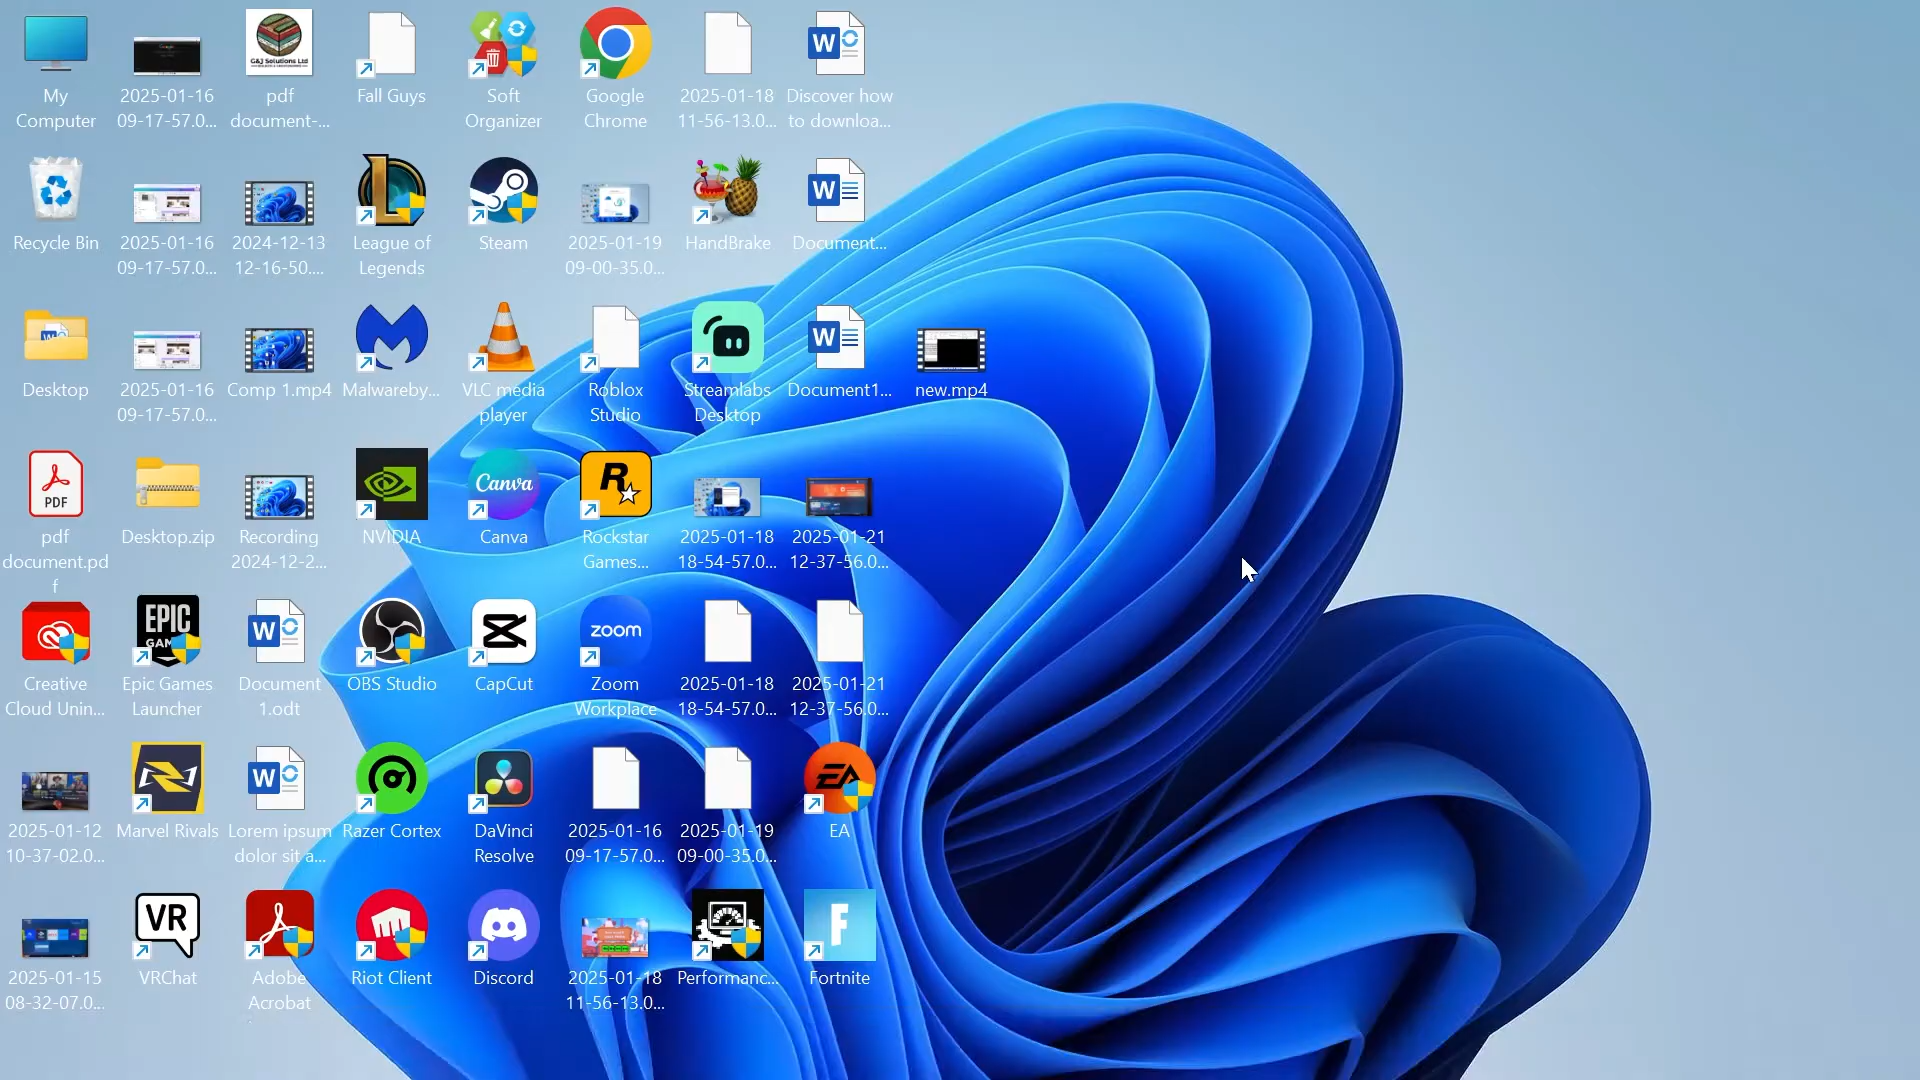 My
Computer
2025-01-16
09-17-57.0...
pdf
document-...
Fall Guys
Soft
Organizer
Google
Chrome
2025-01-18
11-56-13.0...
Discover how
to downloa...
Recycle Bin
2025-01-16
09-17-57.0...
2024-12-13
12-16-50....
League of
Legends
Steam
2025-01-19
09-00-35.0...
HandBrake
Document...
Desktop
2025-01-16
09-17-57.0...
Comp 1.mp4
Malwareby...
VLC media
player
Roblox
Studio
Streamlabs
Desktop
Document1...
new.mp4
PDF
pdf
document.pd
f
Desktop.zip
Recording
2024-12-2...
NVIDIA
Canva
Canva
Rockstar
Games...
2025-01-18
18-54-57.0...
2025-01-21
12-37-56.0...
Creative
Cloud Unin...
EPIC
Epic Games
Launcher
Document
1.odt
OBS Studio
CapCut
zoom
Zoom
Workplace
2025-01-18
18-54-57.0...
2025-01-21
12-37-56.0...
2025-01-12
10-37-02.0...
Marvel Rivals
Lorem ipsum
dolor sit a...
Razer Cortex
DaVinci
Resolve
2025-01-16
09-17-57.0...
2025-01-19
09-00-35.0...
EA
EA
2025-01-15
08-32-07.0...
VR
VRChat
Adobe
Acrobat
Riot Client
Discord
2025-01-18
11-56-13.0...
Performanc...
F
Fortnite